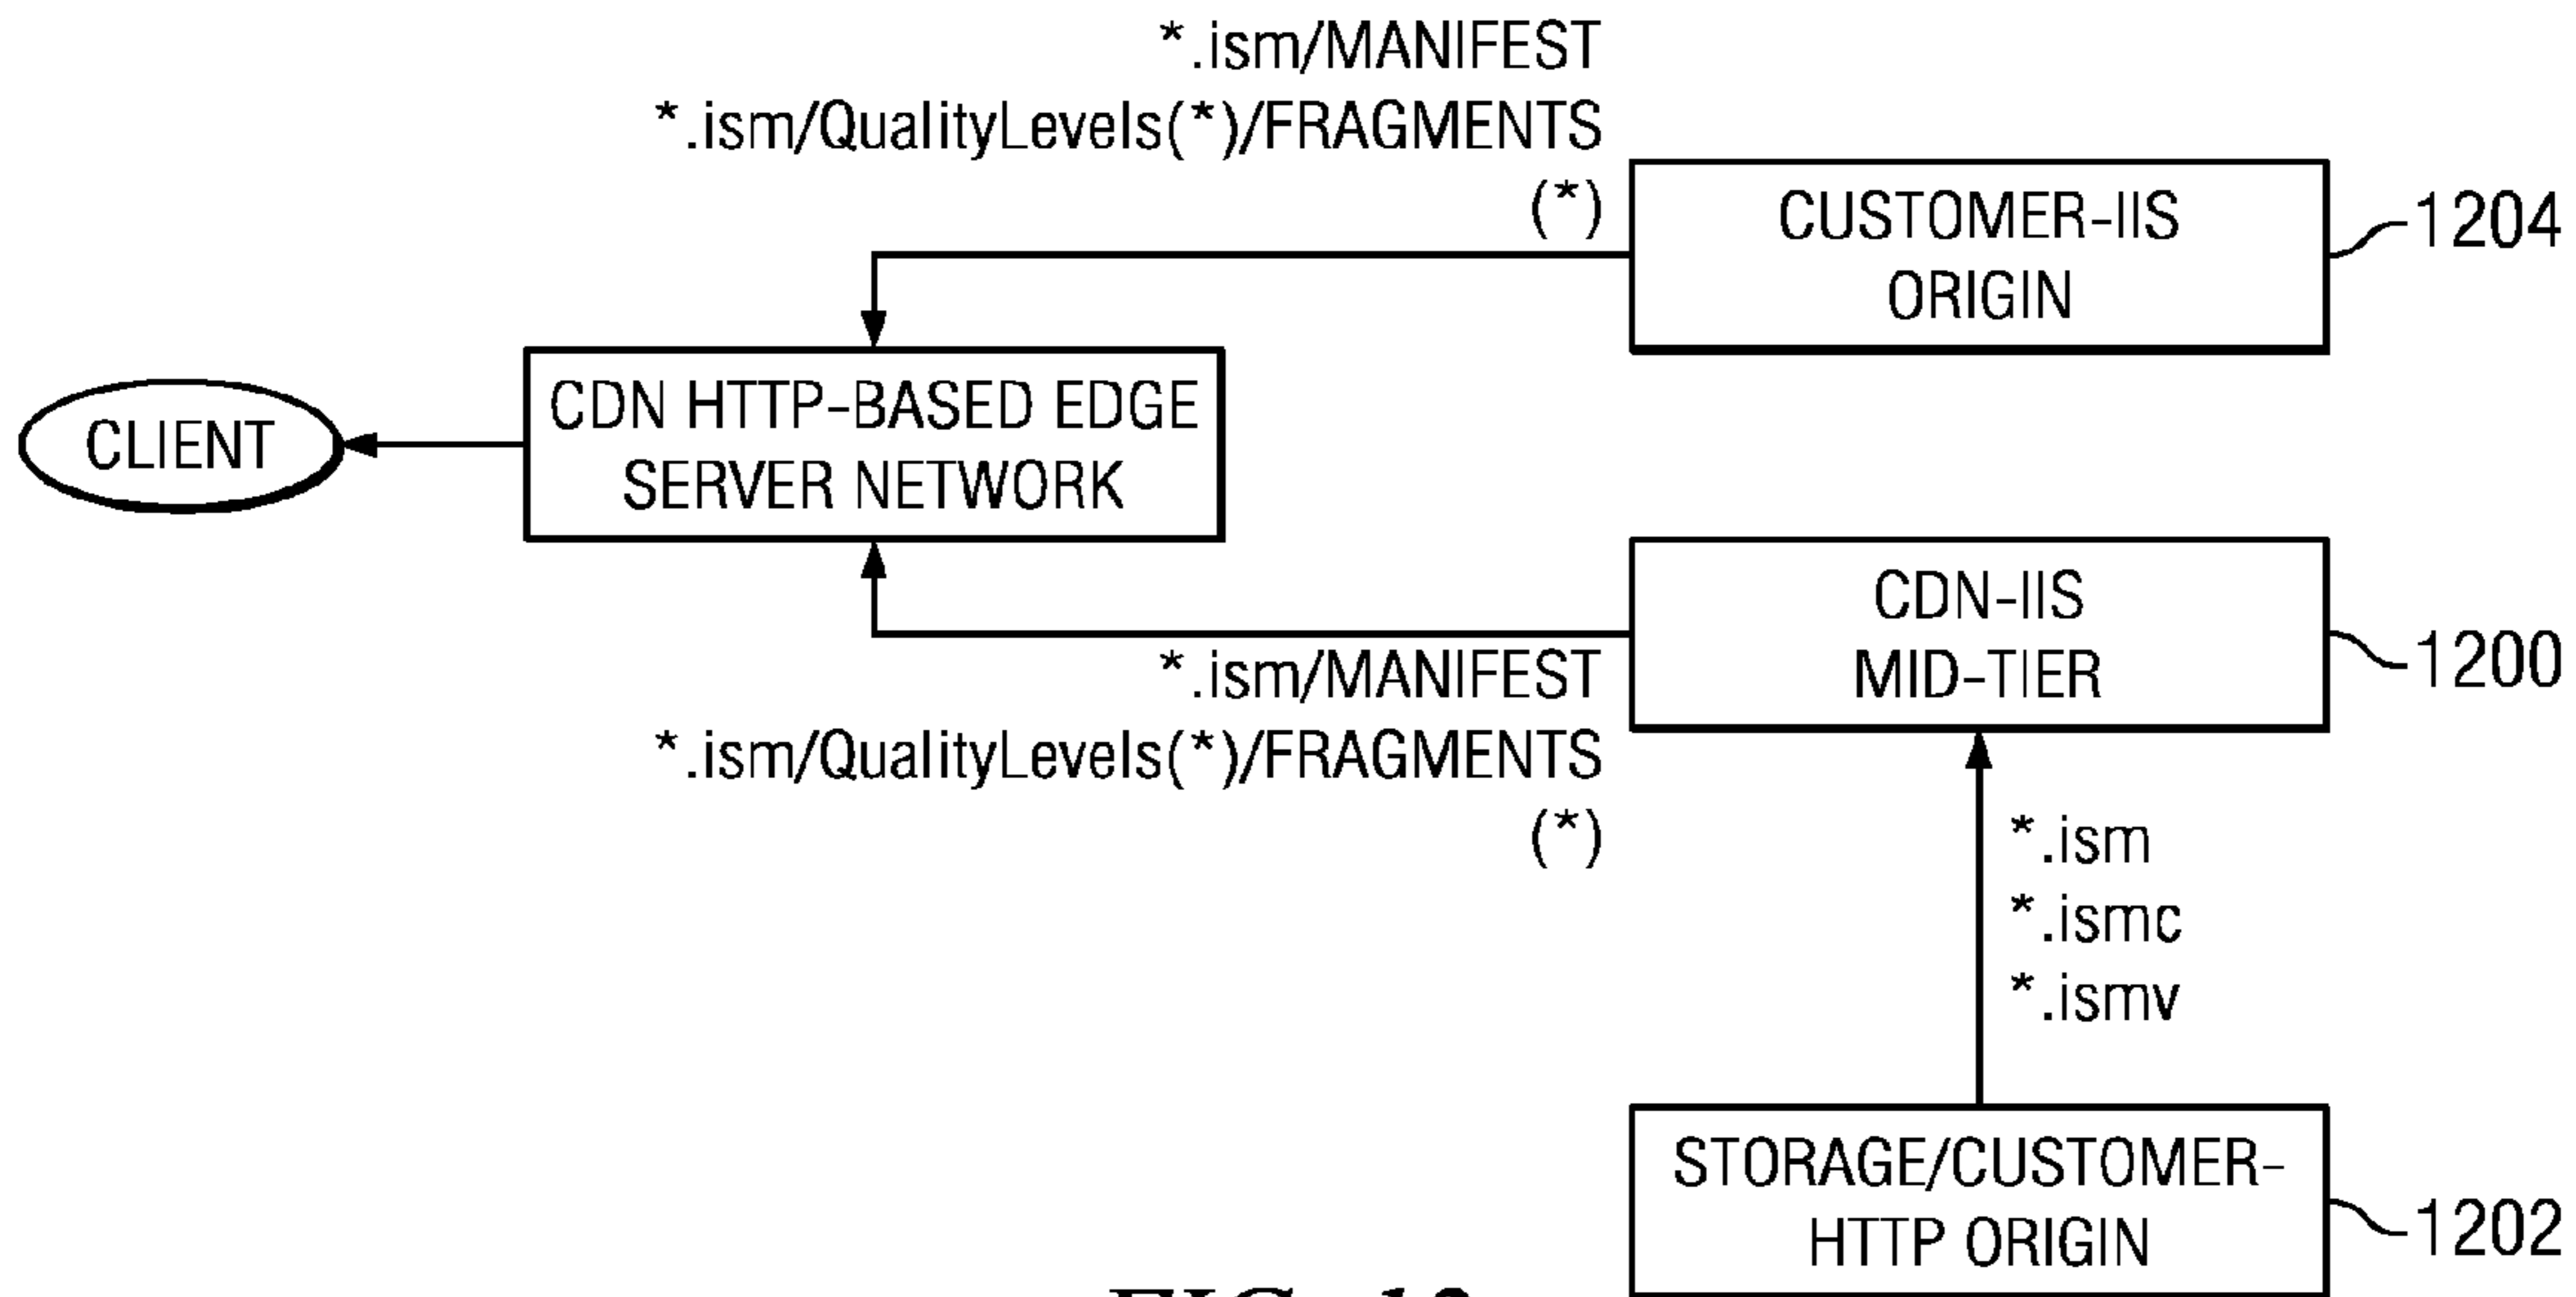 *.ism/MANIFEST
*.ism/QualityLevels(*)/FRAGMENTS
(*)
CUSTOMER-IIS
ORIGIN
1204
CDN HTTP-BASED EDGE
SERVER NETWORK
CLIENT
CDN-IIS
MID-TIER
1200
*.ism/MANIFEST
*.ism/QualityLevels(*)/FRAGMENTS
(*)
*.ism
*.ismc
*.ismv
STORAGE/CUSTOMER-
HTTP ORIGIN
1202